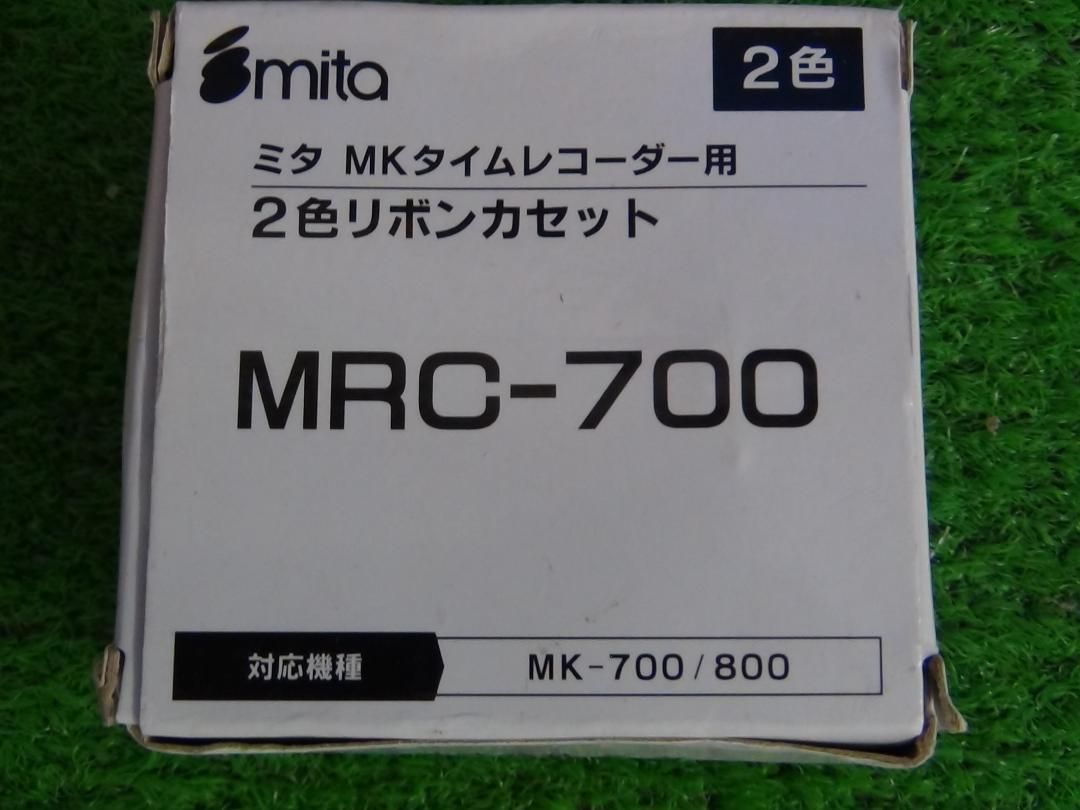 mita
2色
ミタ MKタイムレコーダー用
2色リボンカセット
MRC-700
対応機種
MK-700/800